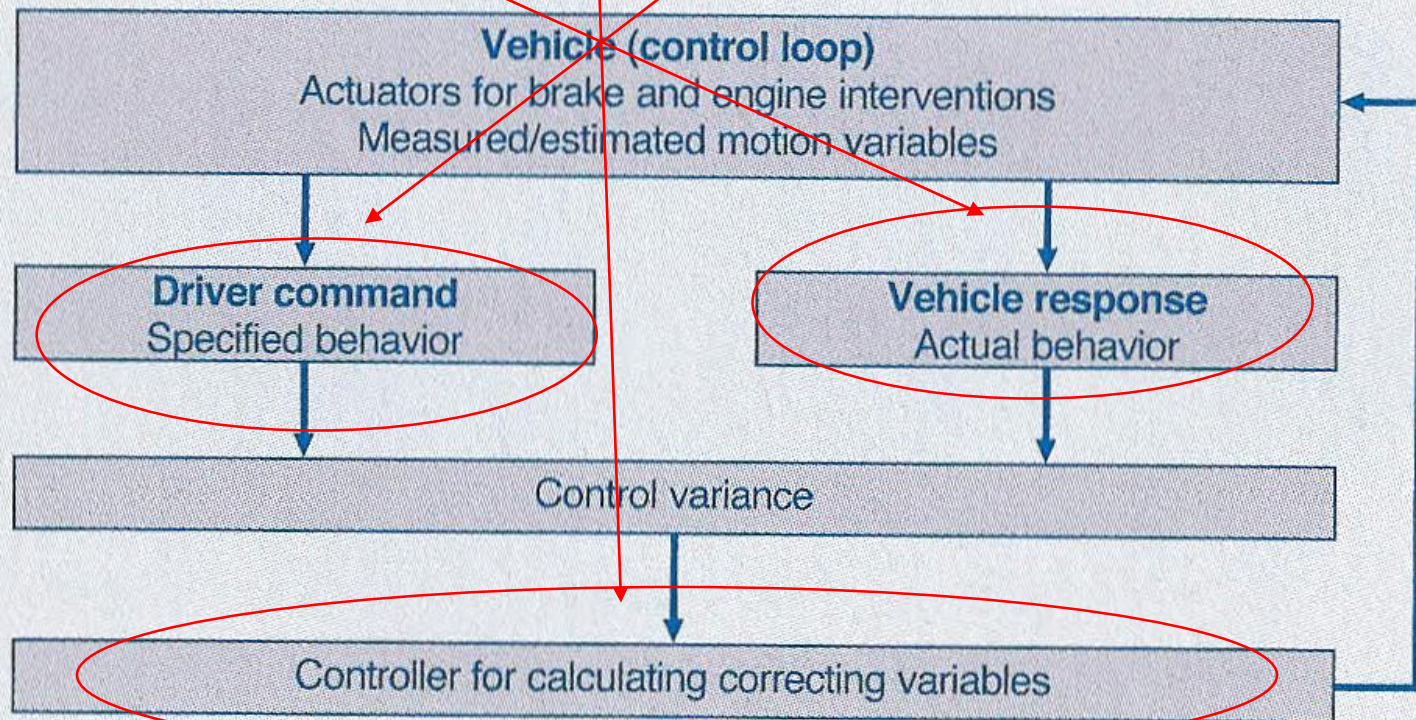 Vehicle (control loop)
Actuators for brake and engine interventions
Measured/estimated motion variables
Driver command
Specified behavior
Vehicle response
Actual behavior
Control variance
Controller for calculating correcting variables